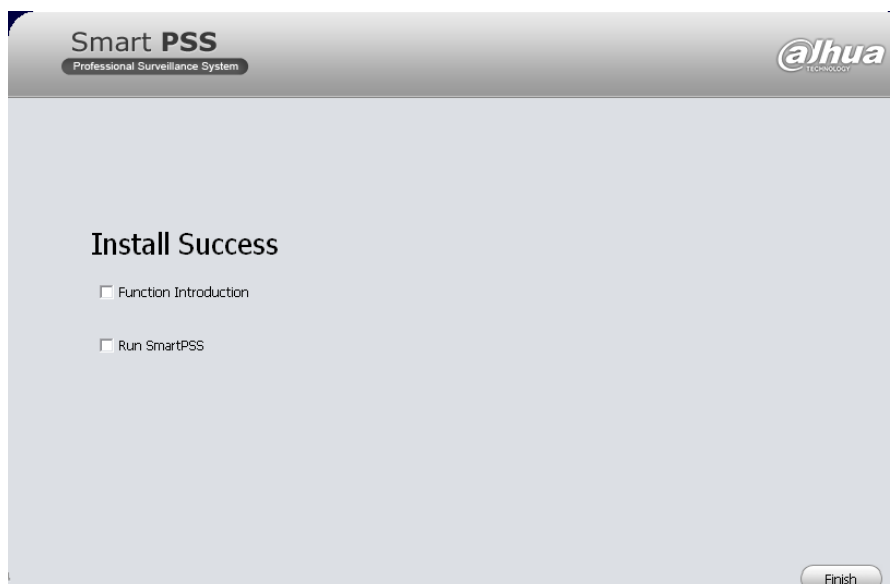 Smart PSS
Professional Surveillance System
alhua
TECHNOLOGY
Install Success
Function Introduction
Run SmartPSS
Finish